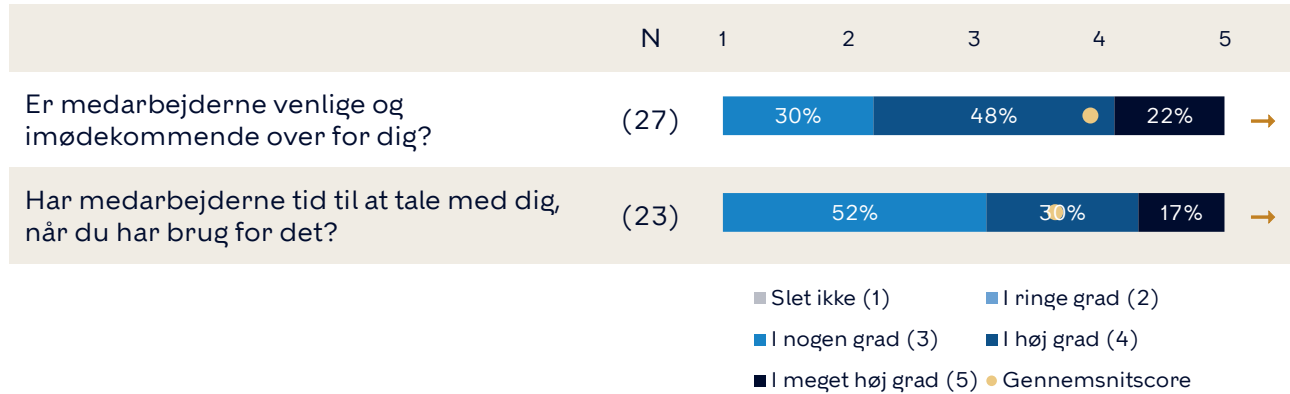 N 1 2 3 4 5
Er medarbejderne venlige og
imødekommende over for dig?
(27) 30% 48% 22%
Har medarbejderne tid til at tale med dig,
når du har brug for det?
(23) 52% 30% 17%
Slet ikke (1) I ringe grad (2)
I nogen grad (3) I høj grad (4)
I meget høj grad (5) Gennemsnitscore